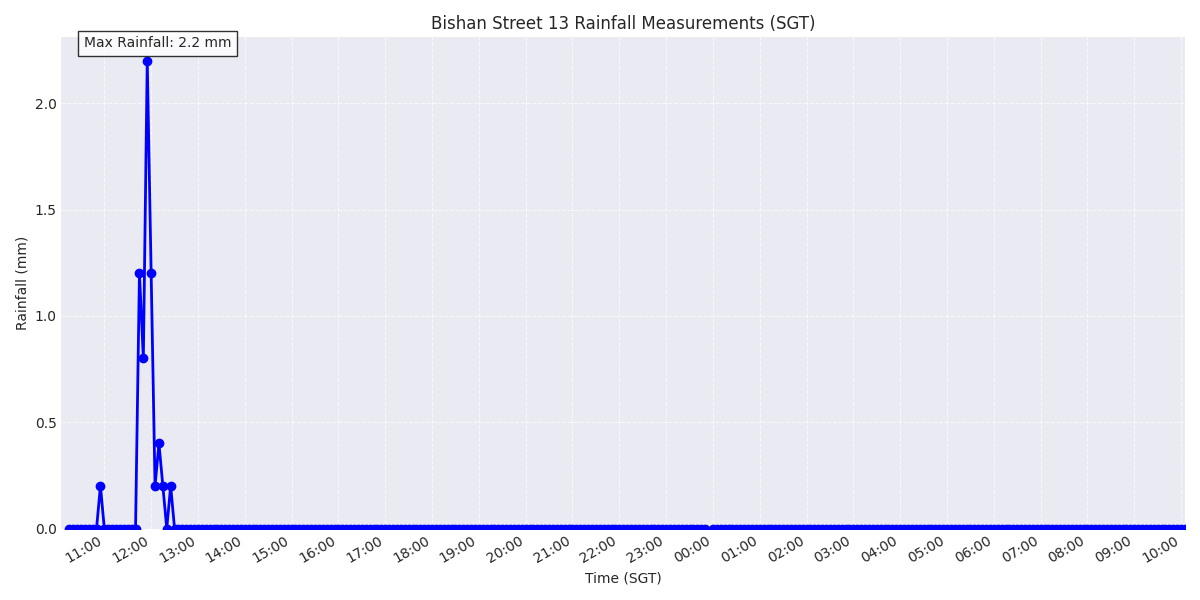 Bishan Street 13 Rainfall Measurements (SGT)
Max Rainfall: 2.2 mm
Rainfall (mm)
2.0
1.5
1.0
0.5
0.0
11:00 12:00 13:00 14:00 15:00 16:00 17:00 18:00 19:00 20:00 21:00 22:00 23:00 00:00 01:00 02:00 03:00 04:00 05:00 06:00 07:00 08:00 09:00 10:00
Time (SGT)